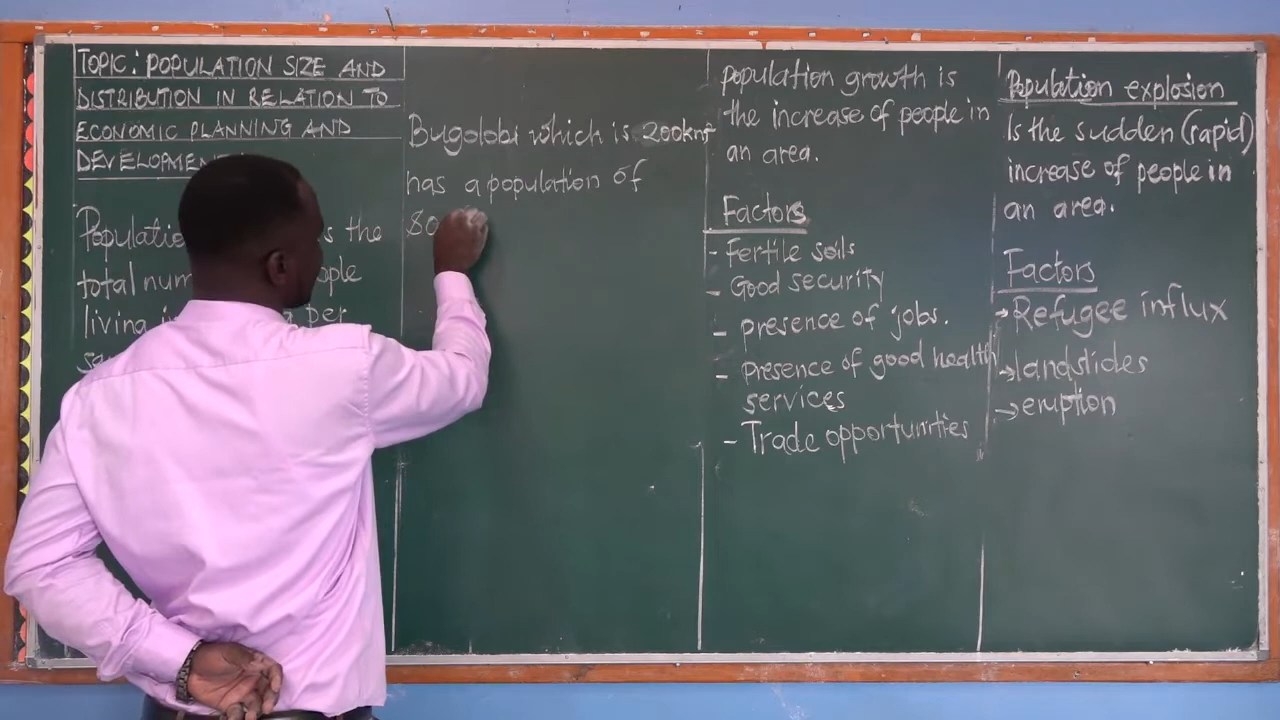 TOPIC: POPULATION SIZE AND
DISTRIBUTION IN RELATION TO
ECONOMIC PLANNING AND
the
total
living per
Bugolobi which is 200km²
has a population of
80
population growth is
the increase of people in
an area.
Factors
- Fertile soils
- Good security
- presence of jobs.
- Presence of good health
services
- Trade opportunities
Population explosion
Is the sudden (rapid)
increase of people in
an area.
Factors
→ Refugee influx
→ landslides
→ eruption